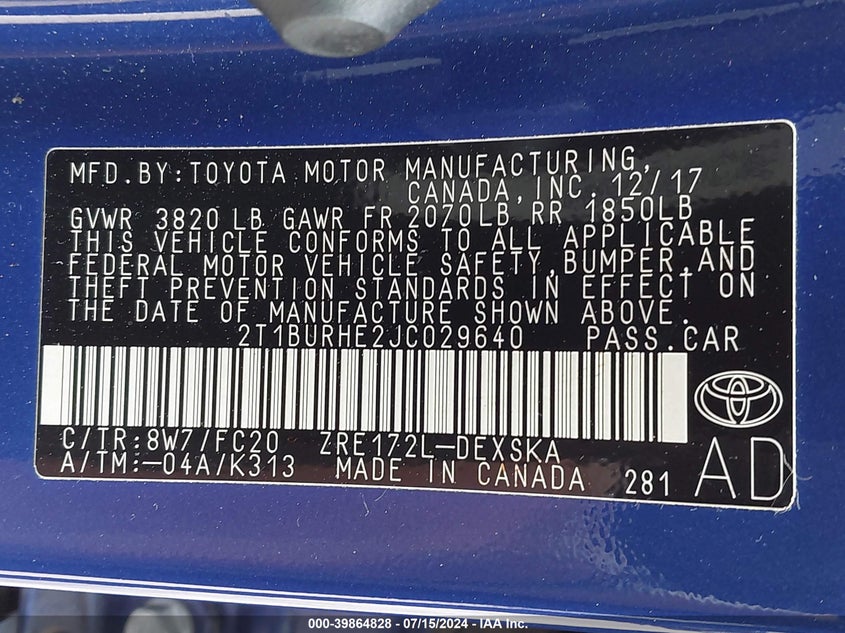 MFD.BY:TOYOTA MOTOR MANUFACTURING,
CANADA,INC. 12/17
GVWR 3820 LB GAWR FR 2070LB RR 1850LB
THIS VEHICLE CONFORMS TO ALL APPLICABLE
FEDERAL MOTOR VEHICLE SAFETY,BUMPER,AND
THEFT PREVENTION STANDARDS IN EFFECT ON
THE DATE OF MANUFACTURE SHOWN ABOVE.
2T1BURHE2JC029640 PASS.CAR
C/TR:8W7/FC20 ZRE172L-DEXSKA
A/TM:-04A/K313 MADE IN CANADA 281
AD
000-39864828 - 07/15/2024 - IAA Inc.